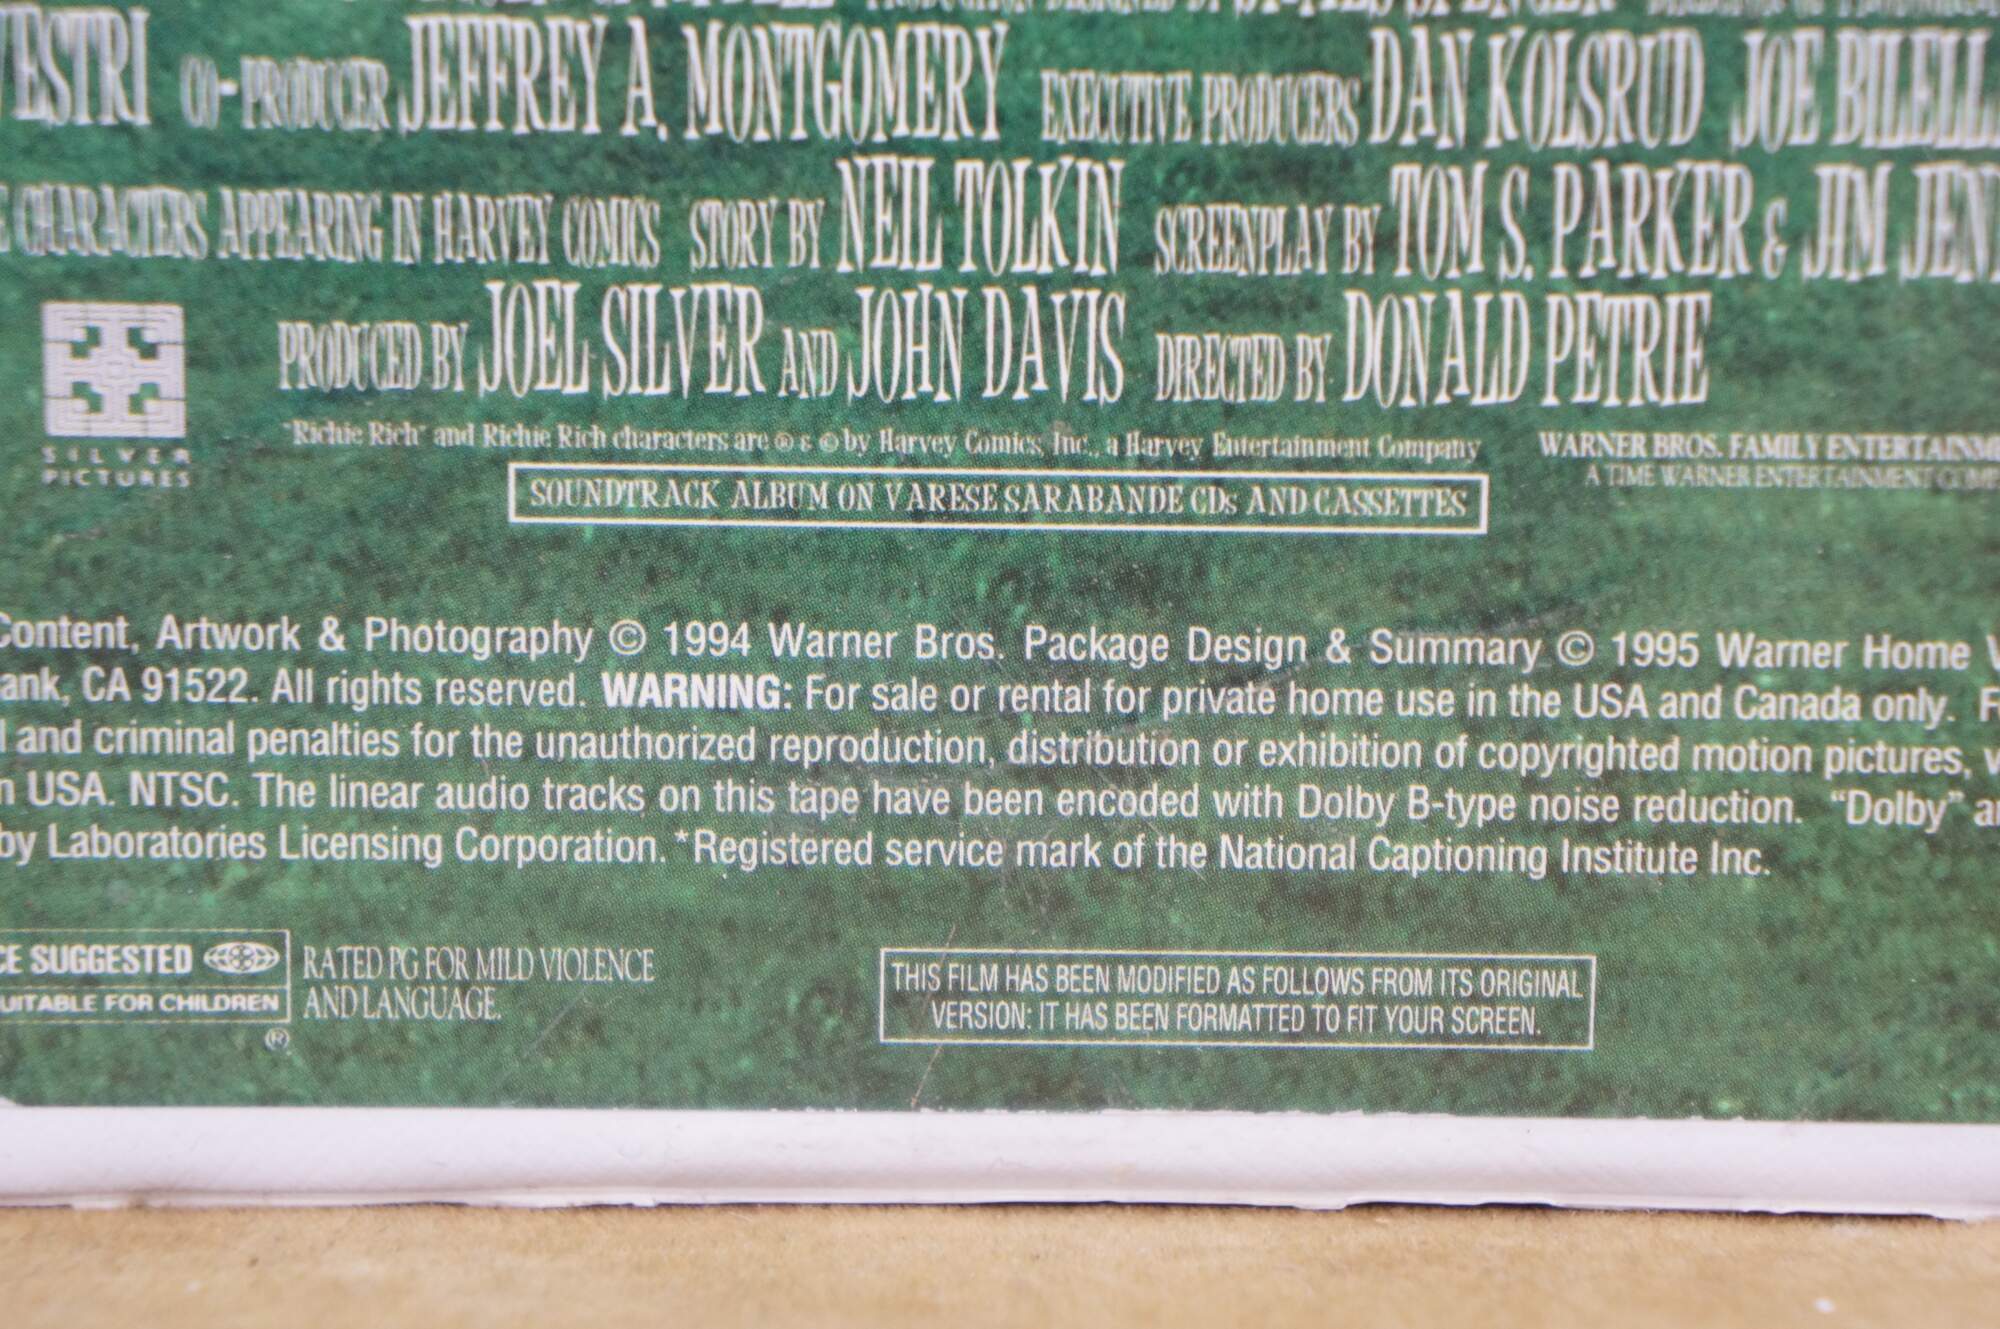 VESTRI CO-PRODUCER JEFFREY A. MONTGOMERY EXECUTIVE PRODUCERS DAN KOLSRUD JOE BILELL
CHARACTERS APPEARING IN HARVEY COMICS STORY BY NEIL TOLKIN SCREENPLAY BY TOM S. PARKER & JIM JEN
PRODUCED BY JOEL SILVER AND JOHN DAVIS DIRECTED BY DONALD PETRIE
SILVER
PICTURES
"Richie Rich" and Richie Rich characters are ® & © by Harvey Comics, Inc., a Harvey Entertainment Company
WARNER BROS. FAMILY ENTERTAINM
A TIME WARNER ENTERTAINMENT COMP
SOUNDTRACK ALBUM ON VARESE SARABANDE CDs AND CASSETTES
Content, Artwork & Photography © 1994 Warner Bros. Package Design & Summary © 1995 Warner Home V
ank, CA 91522. All rights reserved. WARNING: For sale or rental for private home use in the USA and Canada only. F
l and criminal penalties for the unauthorized reproduction, distribution or exhibition of copyrighted motion pictures, v
n USA. NTSC. The linear audio tracks on this tape have been encoded with Dolby B-type noise reduction. “Dolby” a
by Laboratories Licensing Corporation. *Registered service mark of the National Captioning Institute Inc.
CE SUGGESTED
UITABLE FOR CHILDREN
®
RATED PG FOR MILD VIOLENCE
AND LANGUAGE.
THIS FILM HAS BEEN MODIFIED AS FOLLOWS FROM ITS ORIGINAL
VERSION: IT HAS BEEN FORMATTED TO FIT YOUR SCREEN.